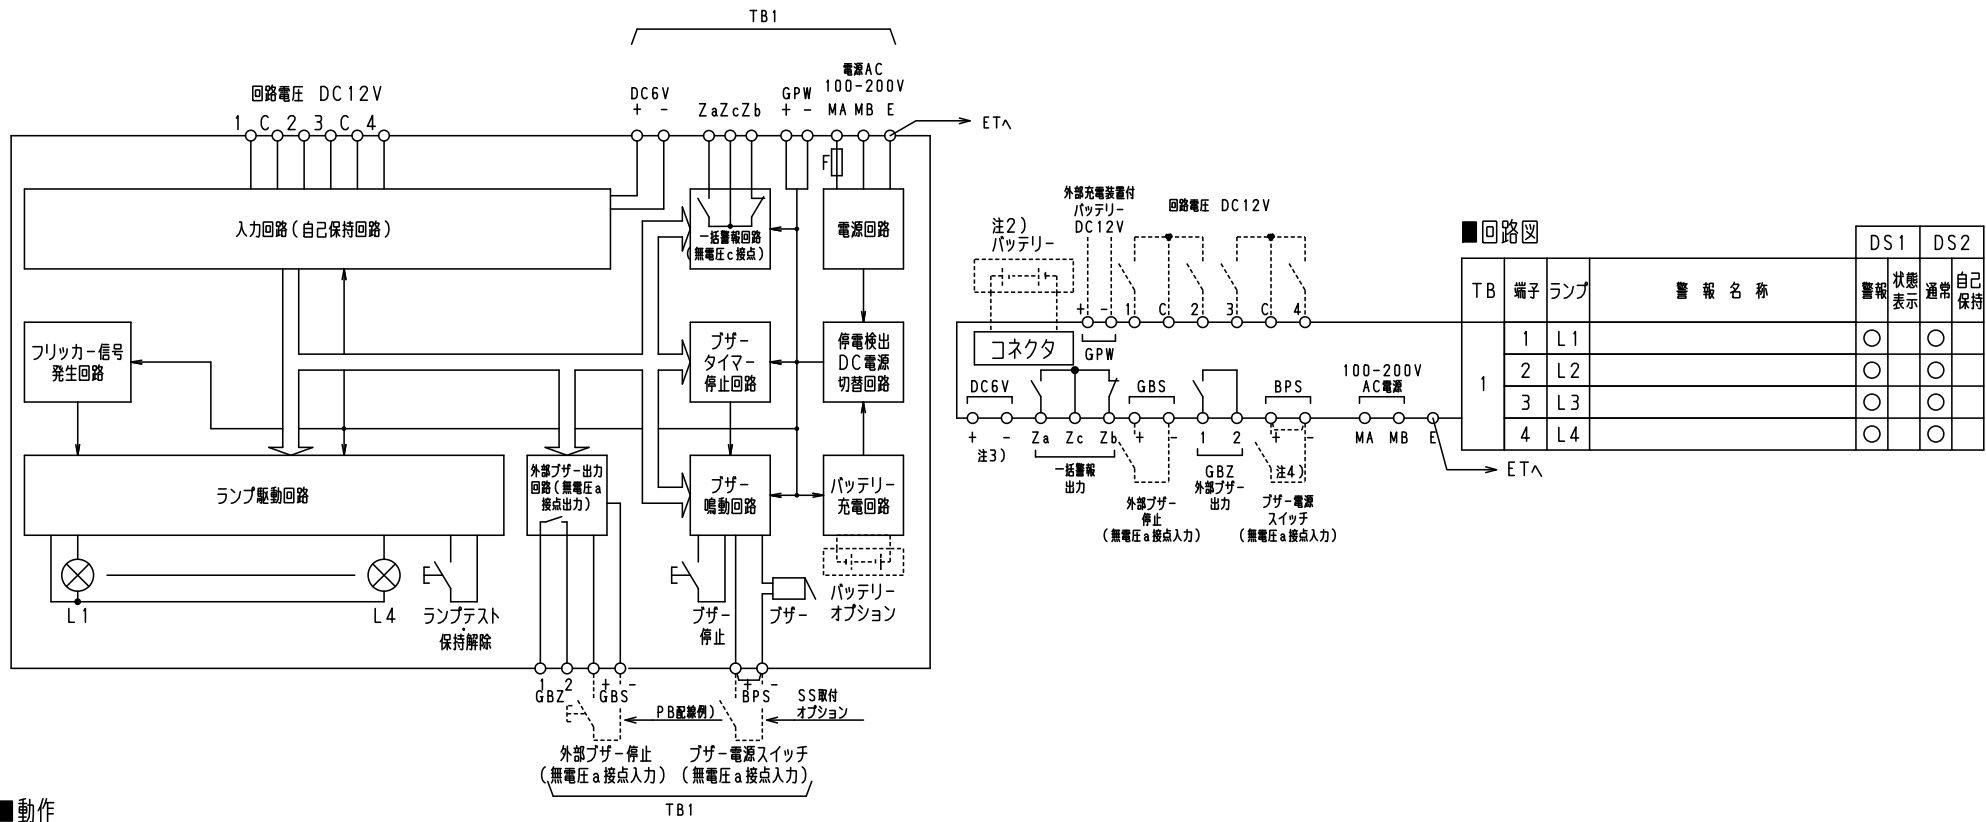 TB1
電源AC
100-200V
回路電圧 DC12V
DC6V
GPW
+ -
ZaZcZb
+ -
MA MB E
1 C 2 3 C 4
ETへ
F
入力回路(自己保持回路)
一括警報回路
(無電圧c接点)
電源回路
フリッカー信号
発生回路
ブザー
タイマー
停止回路
停電検出
DC電源
切替回路
ランプ駆動回路
外部ブザー出力
回路(無電圧a
接点出力)
ブザー
鳴動回路
バッテリー
充電回路
L1
L4
ランプテスト
・
保持解除
ブザー
停止
ブザー
バッテリー
オプション
1 2 + -
GBZ GBS
+ -
BPS
SS取付
オプション
PB配線例)
外部ブザー停止
(無電圧a接点入力)
ブザー電源スイッチ
(無電圧a接点入力)
TB1
■動作
外部充電装置付
バッテリー
DC12V
回路電圧 DC12V
注2)
バッテリー
+ - 1 C 2 3 C 4
コネクタ
GPW
DC6V
GBS
BPS
100-200V
AC電源
+ - Za Zc Zb + - 1 2 + - MA MB E
注3)
一括警報
出力
GBZ
外部ブザー
出力
注4)
ETへ
外部ブザー
停止
(無電圧a接点入力)
ブザー電源
スイッチ
(無電圧a接点入力)
■回路図
DS1 DS2
TB 端子 ランプ 警報名称 警報 状態表示 通常 自己保持
1 1 L1 ○ ○
2 L2 ○ ○
3 L3 ○ ○
4 L4 ○ ○